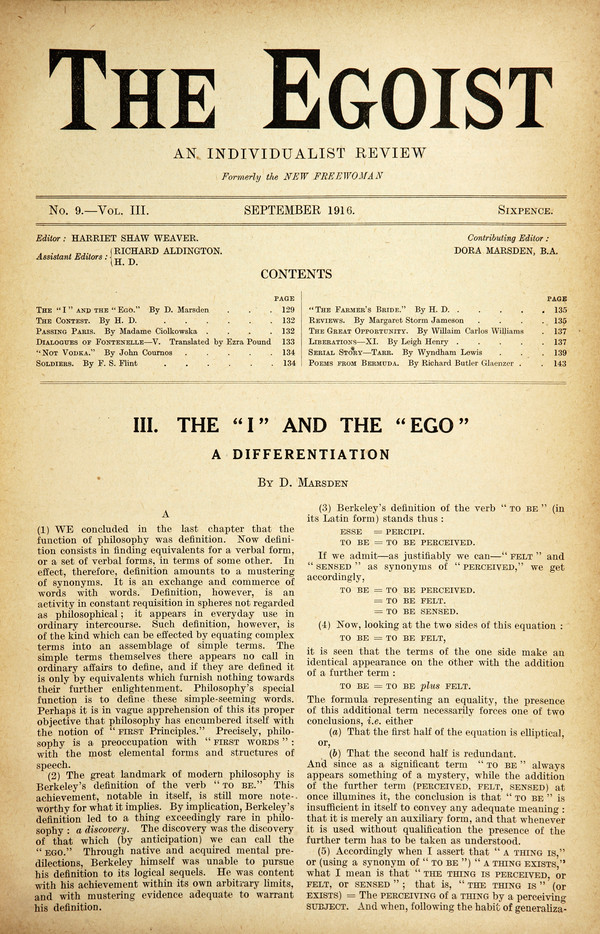 THE EGOIST
AN INDIVIDUALIST REVIEW
Formerly the NEW FREEWOMAN
No. 9.—Vol. III.
SEPTEMBER 1916.
Sixpence.
Editor: HARRIET SHAW WEAVER.
Assistant Editors: {RICHARD ALDINGTON.
{H. D.
Contributing Editor:
DORA MARSDEN, B.A.
CONTENTS
PAGE
The "I" and the "Ego." By D. Marsden . . . 129
The Contest. By H. D. . . . . . . 132
Passing Paris. By Madame Ciolkowska . . . . 132
Dialogues of Fontenelle—V. Translated by Ezra Pound 133
"Not Vodka." By John Cournos . . . . . 134
Soldiers. By F. S. Flint . . . . . . 134
PAGE
"The Farmer's Bride." By H. D. . . . . . 135
Reviews. By Margaret Storm Jameson . . . . 135
The Great Opportunity. By Willaim Carlos Williams . 137
Liberations—XI. By Leigh Henry . . . . . 137
Serial Story—Tarr. By Wyndham Lewis . . . 139
Poems from Bermuda. By Richard Butler Glaenzer . . 143
III. THE "I" AND THE "EGO"
A DIFFERENTIATION
By D. Marsden
A
(1) WE concluded in the last chapter that the
function of philosophy was definition. Now defini-
tion consists in finding equivalents for a verbal form,
or a set of verbal forms, in terms of some other. In
effect, therefore, definition amounts to a mustering
of synonyms. It is an exchange and commerce of
words with words. Definition, however, is an
activity in constant requisition in spheres not regarded
as philosophical; it appears in everyday use in
ordinary intercourse. Such definition, however, is
of the kind which can be effected by equating complex
terms into an assemblage of simple terms. The
simple terms themselves there appears no call in
ordinary affairs to define, and if they are defined it
is only by equivalents which furnish nothing towards
their further enlightenment. Philosophy's special
function is to define these simple-seeming words.
Perhaps it is in vague apprehension of this its proper
objective that philosophy has encumbered itself with
the notion of "First Principles." Precisely, philo-
sophy is a preoccupation with "first words":
with the most elemental forms and structures of
speech.
(2) The great landmark of modern philosophy is
Berkeley's definition of the verb "to be." This
achievement, notable in itself, is still more note-
worthy for what it implies. By implication, Berkeley's
definition led to a thing exceedingly rare in philo-
sophy: a discovery. The discovery was the discovery
of that which (by anticipation) we can call the
"ego." Through native and acquired mental pre-
dilections, Berkeley himself was unable to pursue
his definition to its logical sequels. He was content
with his achievement within its own arbitrary limits,
and with mustering evidence adequate to warrant
his definition.
(3) Berkeley's definition of the verb "to be" (in
its Latin form) stands thus:
ESSE = PERCIPI.
TO BE = TO BE PERCEIVED.
If we admit—as justifiably we can—"felt" and
"sensed" as synonyms of "perceived," we get
accordingly,
TO BE = TO BE PERCEIVED.
= TO BE FELT.
= TO BE SENSED.
(4) Now, looking at the two sides of this equation:
TO BE = TO BE FELT,
it is seen that the terms of the one side make an
identical appearance on the other with the addition
of a further term:
TO BE = TO BE plus FELT.
The formula representing an equality, the presence
of this additional term necessarily forces one of two
conclusions, i.e. either
(a) That the first half of the equation is elliptical,
or,
(b) That the second half is redundant.
And since as a significant term "to be" always
appears something of a mystery, while the addition
of the further term (perceived, felt, sensed) at
once illumines it, the conclusion is that "to be" is
insufficient in itself to convey any adequate meaning:
that it is merely an auxiliary form, and that whenever
it is used without qualification the presence of the
further term has to be taken as understood.
(5) Accordingly when I assert that "a thing is,"
or (using a synonym of "to be") "a thing exists,"
what I mean is that "the thing is perceived, or
felt, or sensed"; that is, "the thing is" (or
exists) = The perceiving of a thing by a perceiving
subject. And when, following the habit of generaliza-